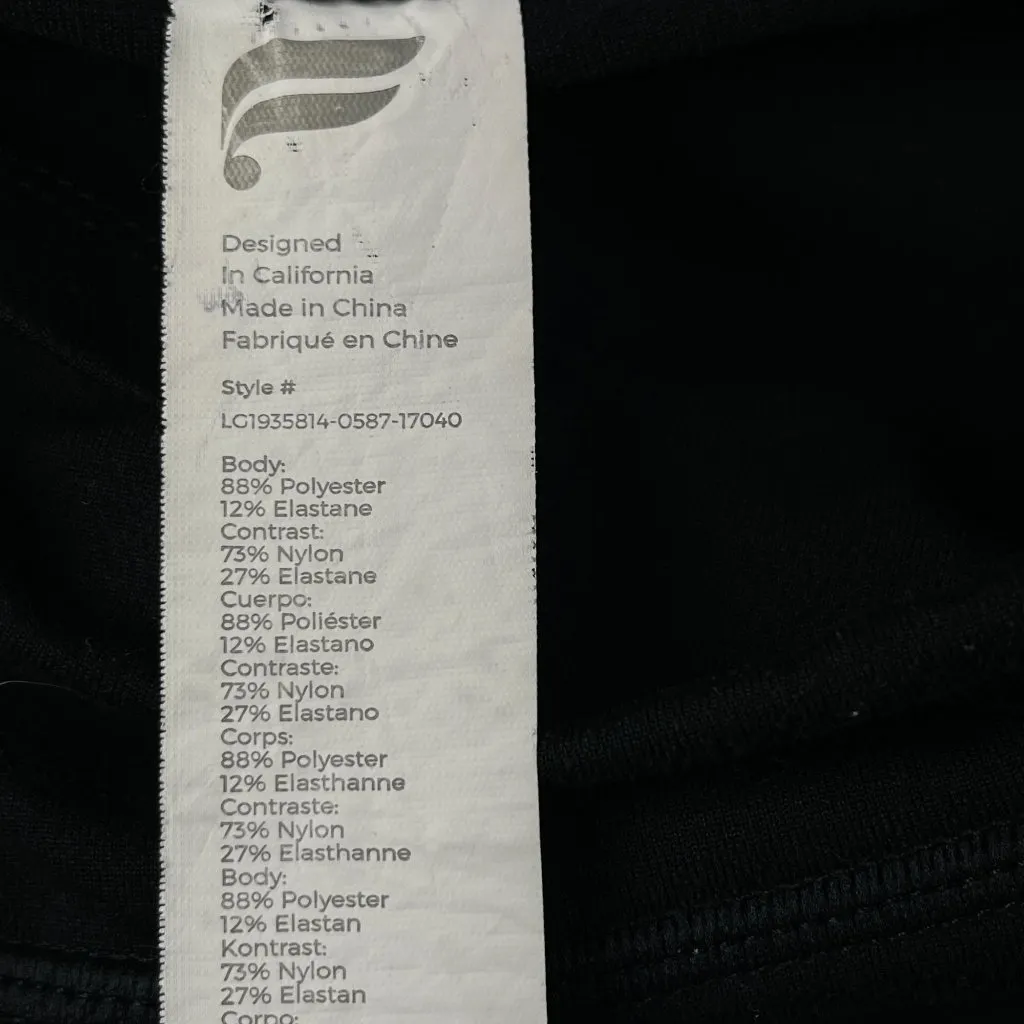 Designed
In California
Made in China
Fabriqué en Chine
Style #
LG1935814-0587-17040
Body:
88% Polyester
12% Elastane
Contrast:
73% Nylon
27% Elastane
Cuerpo:
88% Poliéster
12% Elastano
Contraste:
73% Nylon
27% Elastano
Corps:
88% Polyester
12% Elasthanne
Contraste:
73% Nylon
27% Elasthanne
Body:
88% Polyester
12% Elastan
Kontrast:
73% Nylon
27% Elastan
Corpo: